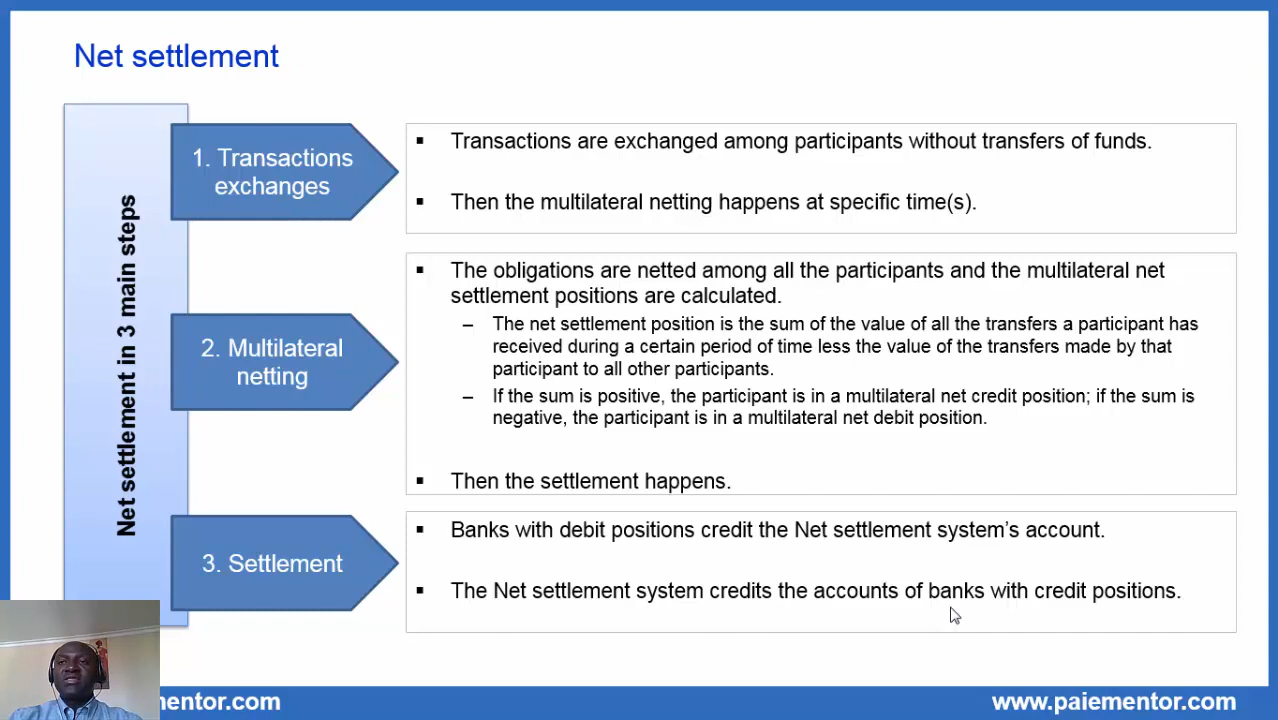 Net settlement
Net settlement in 3 main steps
1. Transactions
exchanges
▪ Transactions are exchanged among participants without transfers of funds.
▪ Then the multilateral netting happens at specific time(s).
2. Multilateral
netting
▪ The obligations are netted among all the participants and the multilateral net
settlement positions are calculated.
– The net settlement position is the sum of the value of all the transfers a participant has
received during a certain period of time less the value of the transfers made by that
participant to all other participants.
– If the sum is positive, the participant is in a multilateral net credit position; if the sum is
negative, the participant is in a multilateral net debit position.
▪ Then the settlement happens.
3. Settlement
▪ Banks with debit positions credit the Net settlement system's account.
▪ The Net settlement system credits the accounts of banks with credit positions.
mentor.com
www.paiementor.com